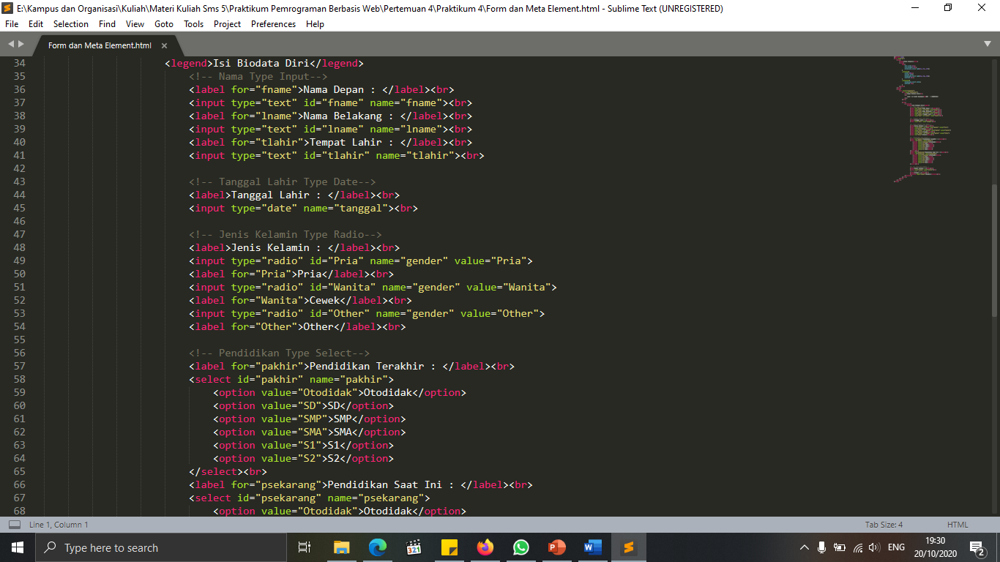 E:\Kampus dan Organisasi\Kuliah\Materi Kuliah Sms 5\Praktikum Pemrograman Berbasis Web\Pertemuan 4\Praktikum 4\Form dan Meta Element.html - Sublime Text (UNREGISTERED)
File Edit Selection Find View Goto Tools Project Preferences Help
Form dan Meta Element.html ×
34 <legend>Isi Biodata Diri</legend>
35 <!-- Nama Type Input-->
36 <label for="fname">Nama Depan : </label><br>
37 <input type="text" id="fname" name="fname"><br>
38 <label for="lname">Nama Belakang : </label><br>
39 <input type="text" id="lname" name="lname"><br>
40 <label for="tlahir">Tempat Lahir : </label><br>
41 <input type="text" id="tlahir" name="tlahir"><br>
42
43 <!-- Tanggal Lahir Type Date-->
44 <label>Tanggal Lahir : </label><br>
45 <input type="date" name="tanggal"><br>
46
47 <!-- Jenis Kelamin Type Radio-->
48 <label>Jenis Kelamin : </label><br>
49 <input type="radio" id="Pria" name="gender" value="Pria">
50 <label for="Pria">Pria</label><br>
51 <input type="radio" id="Wanita" name="gender" value="Wanita">
52 <label for="Wanita">Cewek</label><br>
53 <input type="radio" id="Other" name="gender" value="Other">
54 <label for="Other">Other</label><br>
55
56 <!-- Pendidikan Type Select-->
57 <label for="pakhir">Pendidikan Terakhir : </label><br>
58 <select id="pakhir" name="pakhir">
59 <option value="Otodidak">Otodidak</option>
60 <option value="SD">SD</option>
61 <option value="SMP">SMP</option>
62 <option value="SMA">SMA</option>
63 <option value="S1">S1</option>
64 <option value="S2">S2</option>
65 </select><br>
66 <label for="psekarang">Pendidikan Saat Ini : </label><br>
67 <select id="psekarang" name="psekarang">
68 <option value="Otodidak">Otodidak</option>
Line 1, Column 1 Tab Size: 4 HTML
Type here to search
321
ENG
19:30
20/10/2020
2